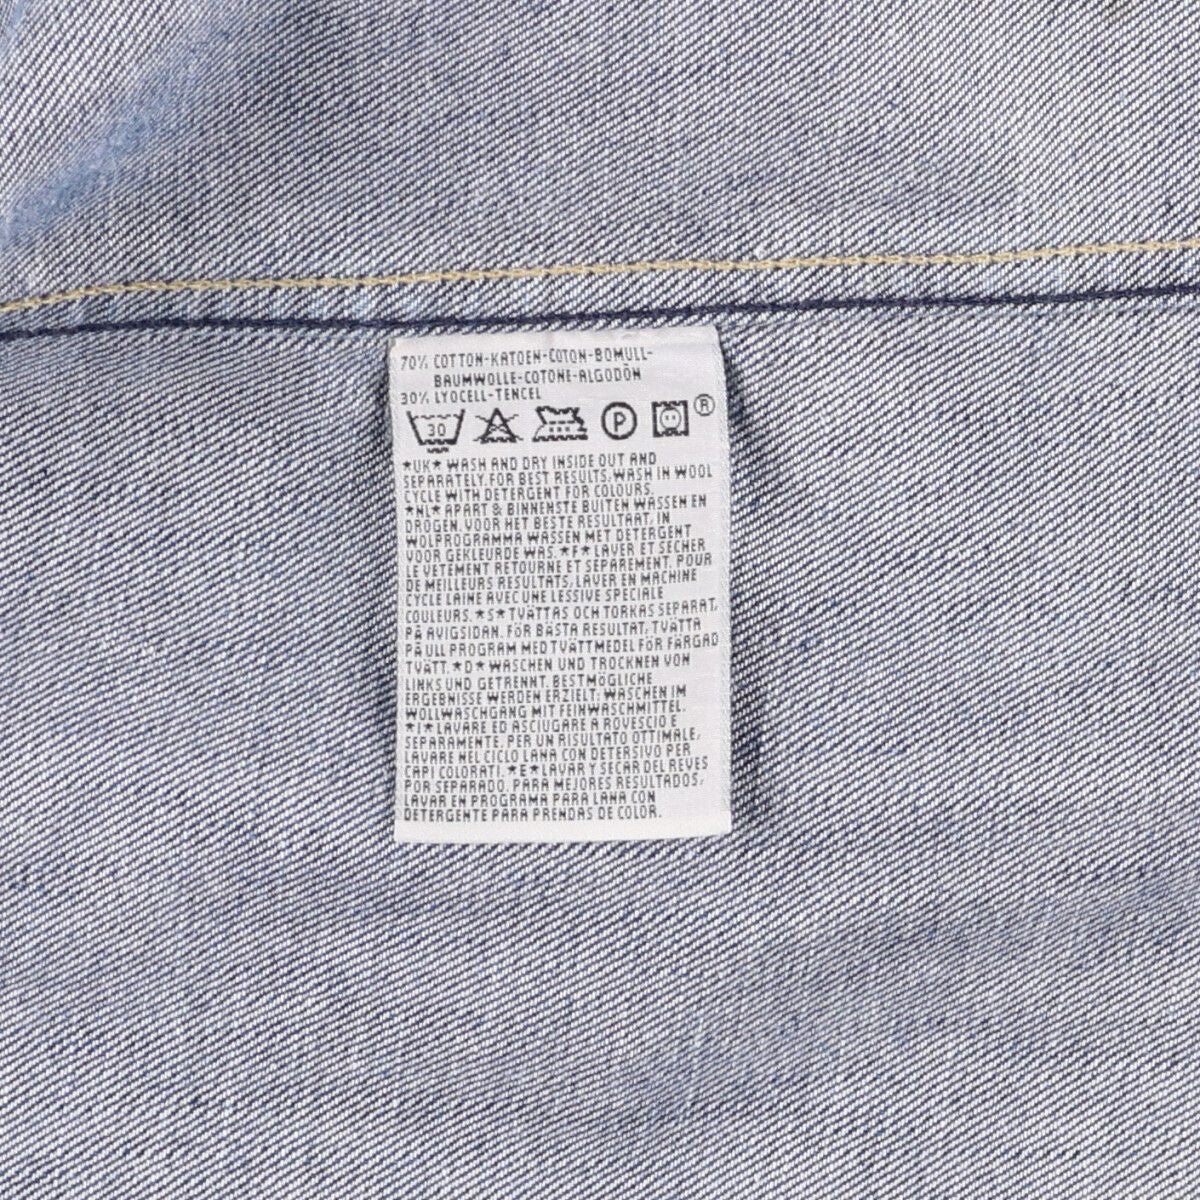 70% COTTON-KATOEN-COTON-BOMULL-
BAUMWOLLE-COTONE-ALGODÓN
30% LYOCELL-TENCEL
30 P ®
*UK* WASH AND DRY INSIDE OUT AND
SEPARATELY. FOR BEST RESULTS, WASH IN WOOL
CYCLE WITH DETERGENT FOR COLOURS.
*NL* APART & BINNENSTE BUITEN WASSEN EN
DROGEN. VOOR HET BESTE RESULTAAT, IN
WOLPROGRAMMA WASSEN MET DETERGENT
VOOR GEKLEURDE WAS. *F* LAVER ET SECHER
LE VETEMENT RETOURNE ET SEPAREMENT. POUR
DE MEILLEURS RESULTATS, LAVER EN MACHINE
CYCLE LAINE AVEC UNE LESSIVE SPECIALE
COULEURS. *S* TVÄTTAS OCH TORKAS SEPARAT,
PÅ AVIGSIDAN. FÖR BÄSTA RESULTAT, TVÄTTA
PÅ ULL PROGRAM MED TVÄTTMEDEL FÖR FÄRGAD
TVÄTT. *D* WASCHEN UND TROCKNEN VON
LINKS UND GETRENNT. BESTMÖGLICHE
ERGEBNISSE WERDEN ERZIELT: WASCHEN IM
WOLLWASCHGANG MIT FEINWASCHMITTEL.
*I* LAVARE ED ASCIUGARE A ROVESCIO E
SEPARAMENTE. PER UN RISULTATO OTTIMALE,
LAVARE NEL CICLO LANA CON DETERSIVO PER
CAPI COLORATI. *E* LAVAR Y SECAR DEL REVES
POR SEPARADO. PARA MEJORES RESULTADOS,
LAVAR EN PROGRAMA PARA LANA CON
DETERGENTE PARA PRENDAS DE COLOR.